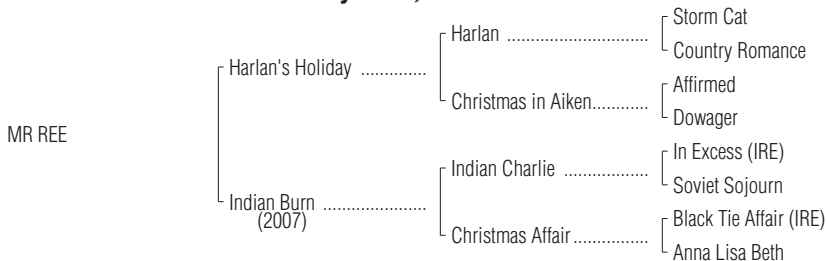 Storm Cat
Harlan ..............................
Country Romance
Harlan's Holiday ..............
Affirmed
Christmas in Aiken............
Dowager
MR REE
In Excess (IRE)
Indian Charlie ..................
Soviet Sojourn
Indian Burn ......................
(2007)
Black Tie Affair (IRE)
Christmas Affair................
Anna Lisa Beth